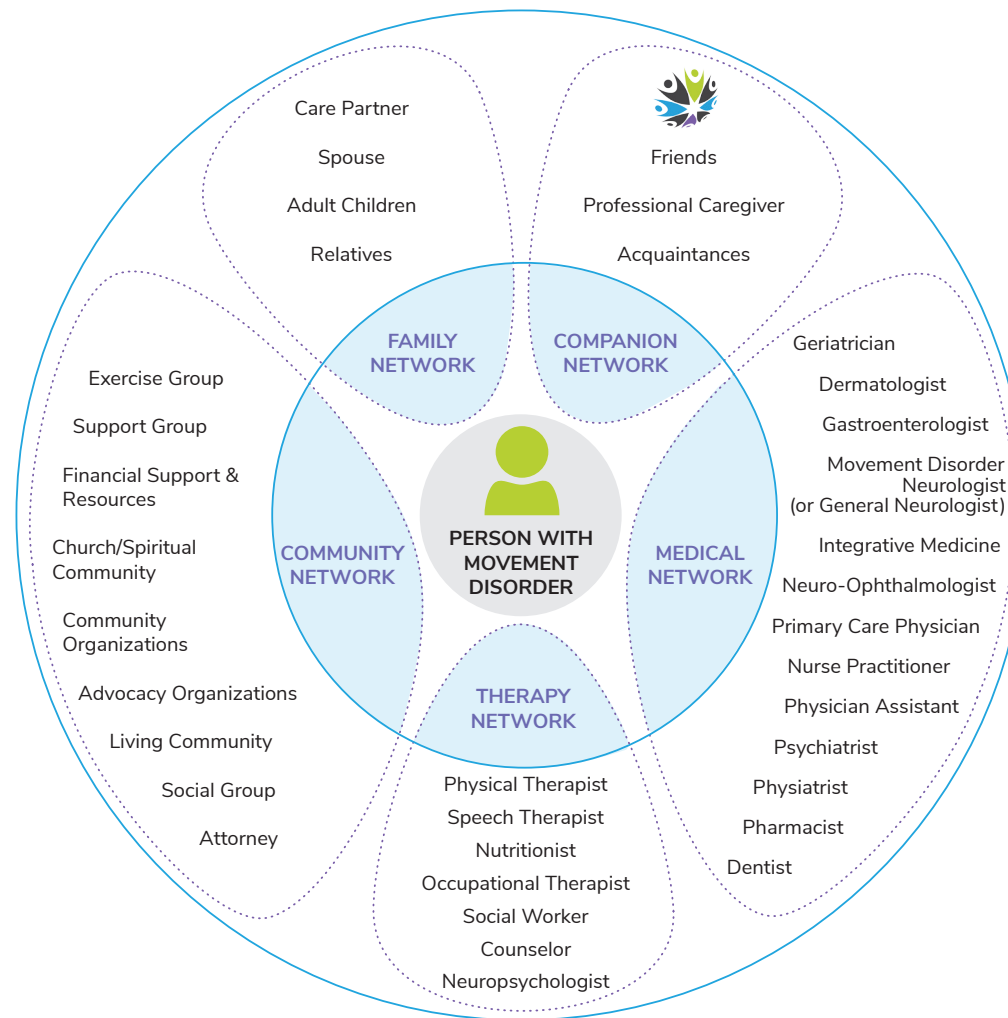 Care Partner
Spouse
Adult Children
Relatives
FAMILY
NETWORK
Friends
Professional Caregiver
Acquaintances
COMPANION
NETWORK
Geriatrician
Dermatologist
Gastroenterologist
Movement Disorder
Neurologist
(or General Neurologist)
Integrative Medicine
Neuro-Ophthalmologist
Primary Care Physician
Nurse Practitioner
Physician Assistant
Psychiatrist
Physiatrist
Pharmacist
Dentist
MEDICAL
NETWORK
PERSON WITH
MOVEMENT
DISORDER
Exercise Group
Support Group
Financial Support &
Resources
Church/Spiritual
Community
Community
Organizations
Advocacy Organizations
Living Community
Social Group
Attorney
COMMUNITY
NETWORK
THERAPY
NETWORK
Physical Therapist
Speech Therapist
Nutritionist
Occupational Therapist
Social Worker
Counselor
Neuropsychologist